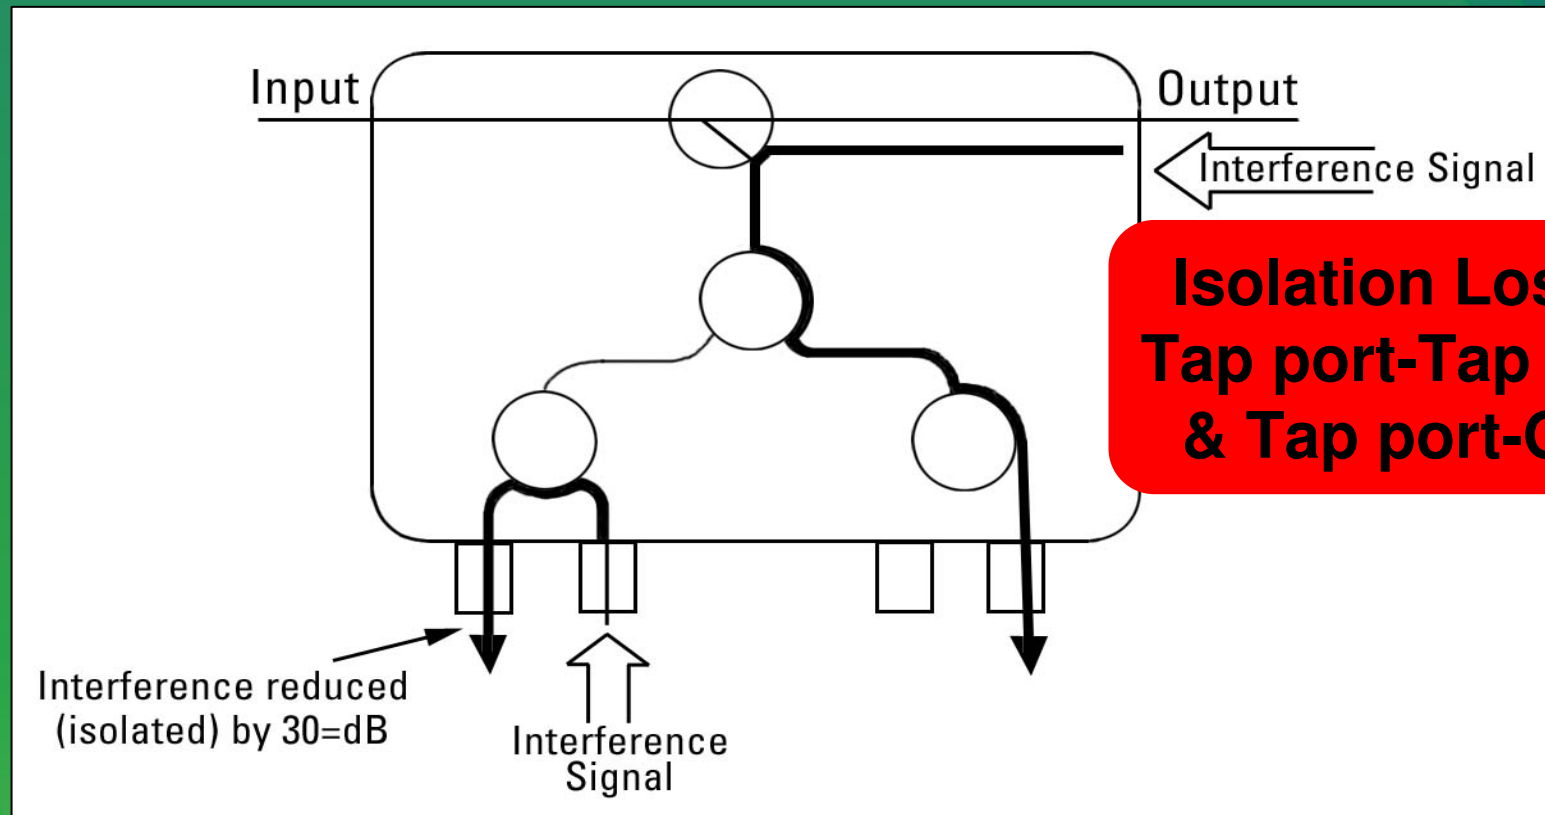 Input
Output
Interference Signal
Isolation Los
Tap port-Tap
& Tap port-
Interference reduced
(isolated) by 30=dB
Interference
Signal